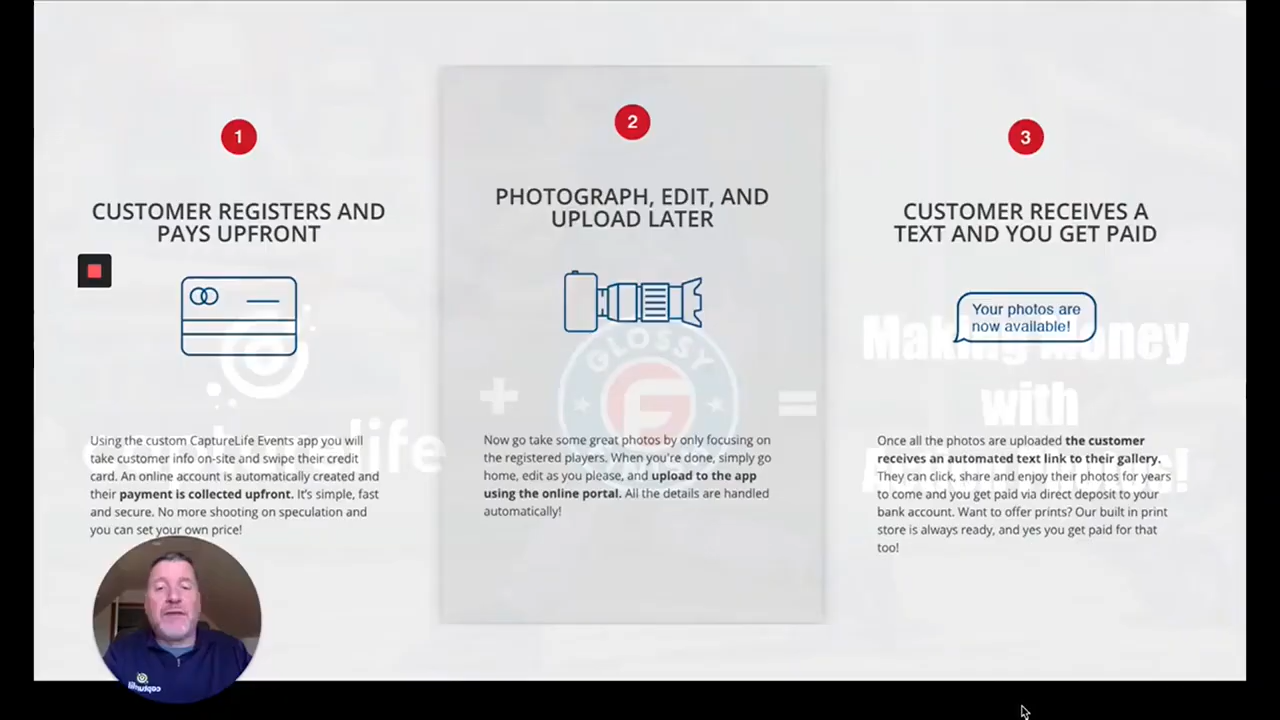 1
CUSTOMER REGISTERS AND
PAYS UPFRONT
Using the custom CaptureLife Events app you will
take customer info on-site and swipe their credit
card. An online account is automatically created and
their payment is collected upfront. It's simple, fast
and secure. No more shooting on speculation and
you can set your own price!
2
PHOTOGRAPH, EDIT, AND
UPLOAD LATER
Now go take some great photos by only focusing on
the registered players. When you're done, simply go
home, edit as you please, and upload to the app
using the online portal. All the details are handled
automatically!
3
CUSTOMER RECEIVES A
TEXT AND YOU GET PAID
Your photos are
now available!
Once all the photos are uploaded the customer
receives an automated text link to their gallery.
They can click, share and enjoy their photos for years
to come and you get paid via direct deposit to your
bank account. Want to offer prints? Our built in print
store is always ready, and yes you get paid for that
too!
+
GLOSSY
F
=
Making Money
with
capturelife